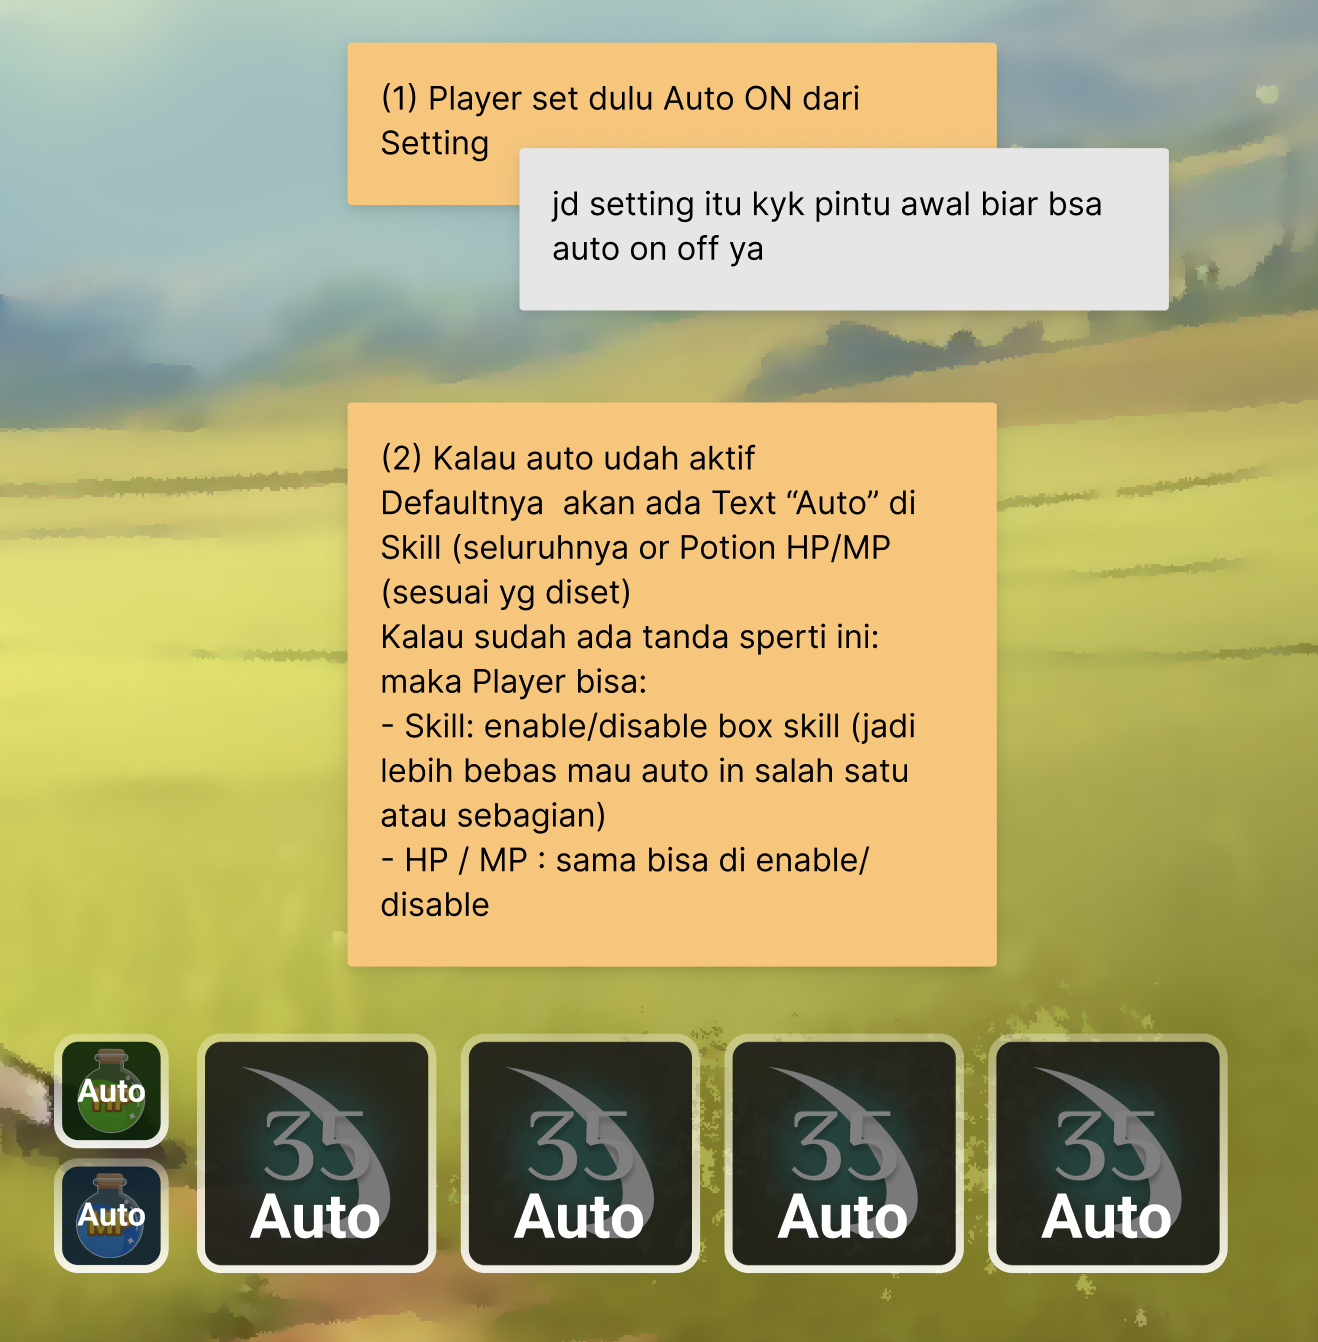 (1) Player set dulu Auto ON dari
Setting
jd setting itu kyk pintu awal biar bsa
auto on off ya
(2) Kalau auto udah aktif
Defaultnya  akan ada Text “Auto” di
Skill (seluruhnya or Potion HP/MP
(sesuai yg diset)
Kalau sudah ada tanda sperti ini:
maka Player bisa:
- Skill: enable/disable box skill (jadi
lebih bebas mau auto in salah satu
atau sebagian)
- HP / MP : sama bisa di enable/
disable
Auto
Auto
35
Auto
35
Auto
35
Auto
35
Auto